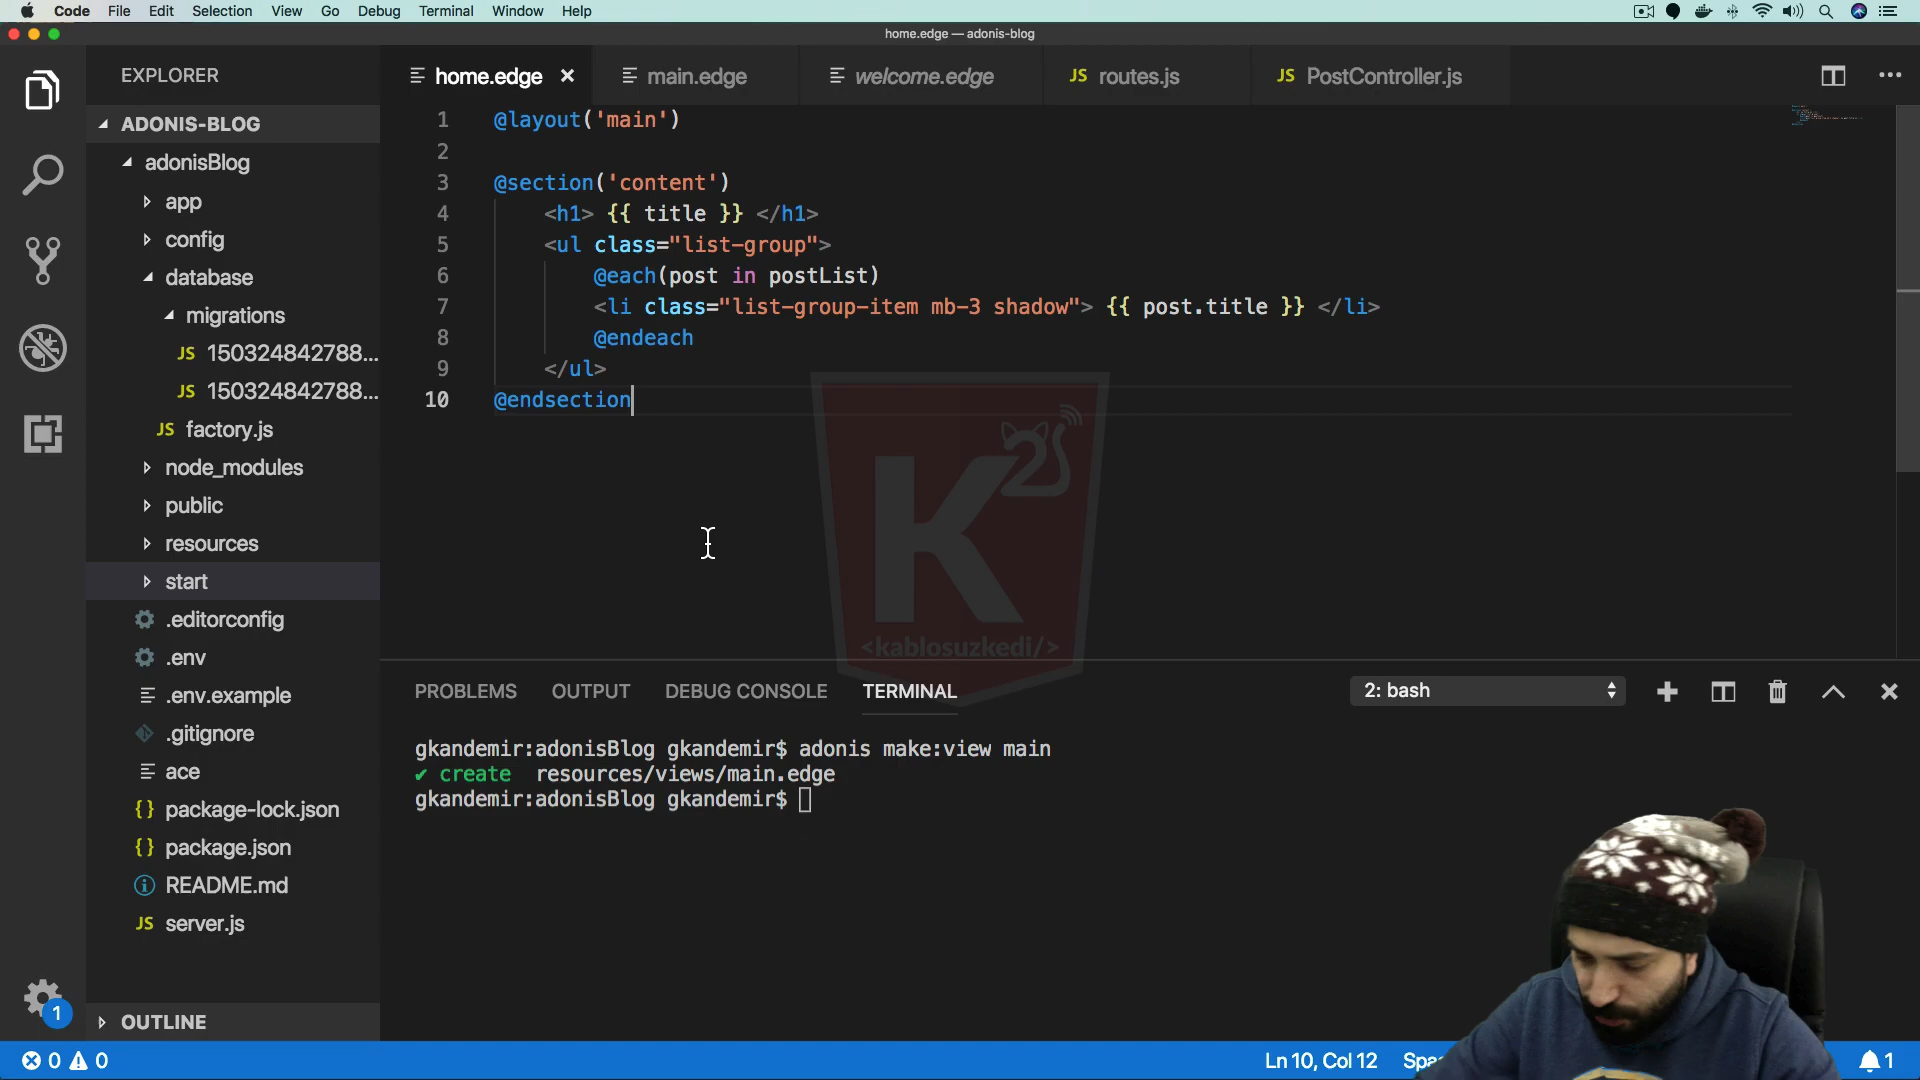 Code File Edit Selection View Go Debug Terminal Window Help
home.edge — adonis-blog
EXPLORER
home.edge
main.edge
welcome.edge
JS routes.js
JS PostController.js
ADONIS-BLOG
adonisBlog
app
config
database
migrations
JS 150324842788...
JS 150324842788...
JS factory.js
node_modules
public
resources
start
.editorconfig
.env
.env.example
.gitignore
ace
{} package-lock.json
{} package.json
README.md
JS server.js
OUTLINE
1
1 @layout('main')
2
3 @section('content')
4 <h1> {{ title }} </h1>
5 <ul class="list-group">
6 @each(post in postList)
7 <li class="list-group-item mb-3 shadow"> {{ post.title }} </li>
8 @endeach
9 </ul>
10 @endsection
K2
<kablosuzkedi/>
PROBLEMS OUTPUT DEBUG CONSOLE TERMINAL
2: bash
gkandemir:adonisBlog gkandemir$ adonis make:view main
✔ create resources/views/main.edge
gkandemir:adonisBlog gkandemir$
0 0
Ln 10, Col 12
1